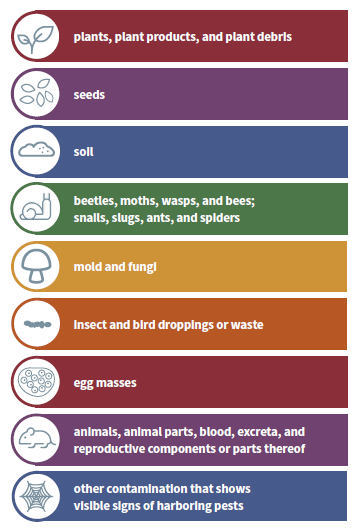 plants, plant products, and plant debris
seeds
soil
beetles, moths, wasps, and bees;
snails, slugs, ants, and spiders
mold and fungi
insect and bird droppings or waste
egg masses
animals, animal parts, blood, excreta, and
reproductive components or parts thereof
other contamination that shows
visible signs of harboring pests